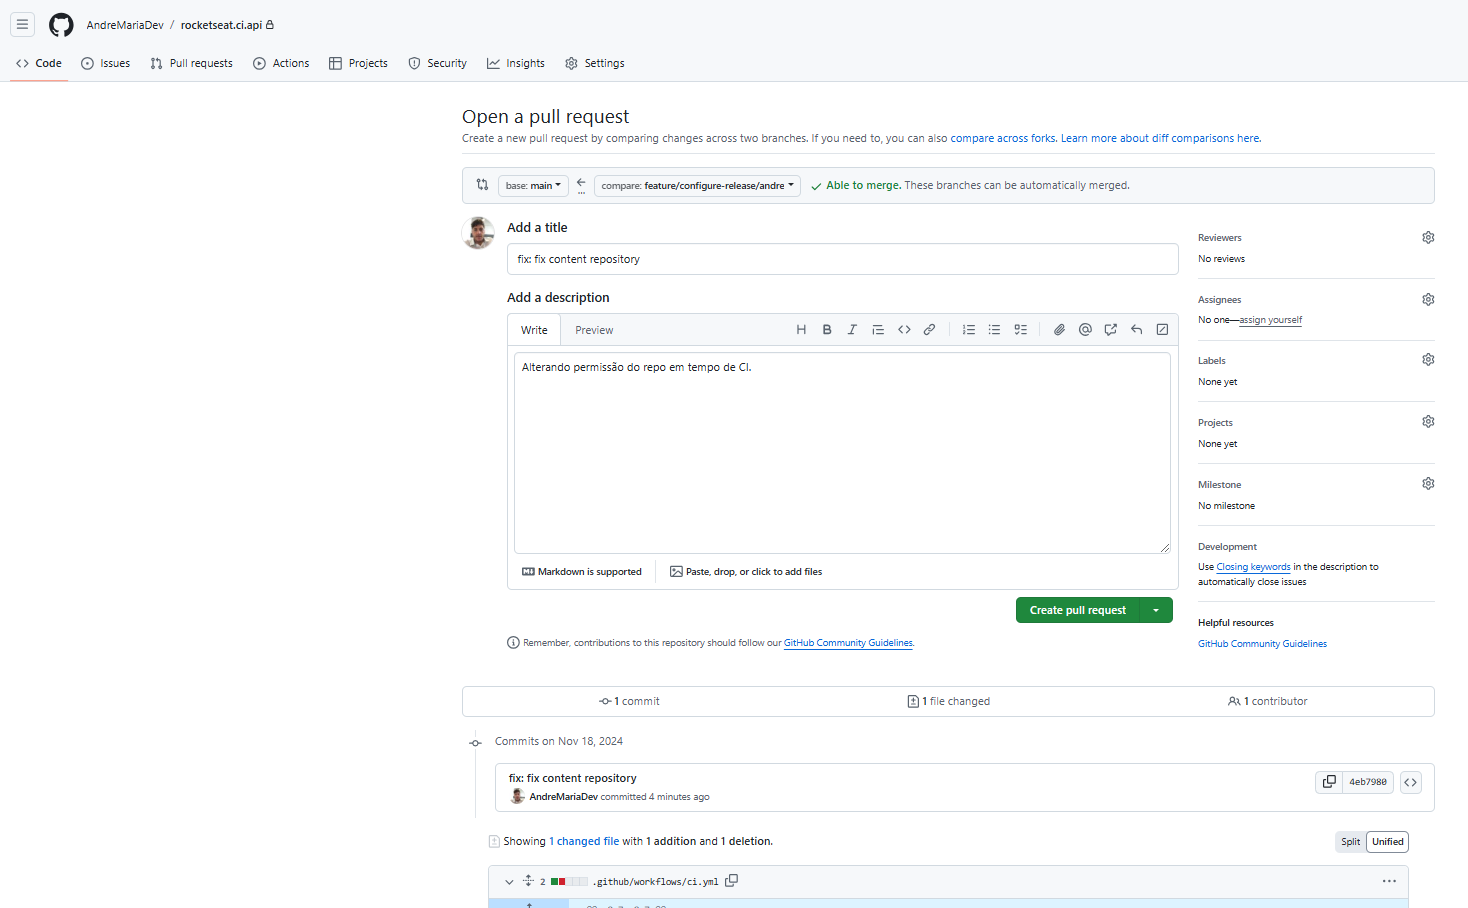 AndreMariaDev / rocketseat.ci.api
Code Issues Pull requests Actions Projects Security Insights Settings
Open a pull request
Create a new pull request by comparing changes across two branches. If you need to, you can also compare across forks. Learn more about diff comparisons here.
base: main compare: feature/configure-release/andre Able to merge. These branches can be automatically merged.
Add a title
fix: fix content repository
Add a description
Write Preview
Alterando permissão do repo em tempo de CI.
Markdown is supported Paste, drop, or click to add files
Create pull request
Remember, contributions to this repository should follow our GitHub Community Guidelines.
Reviewers
No reviews
Assignees
No one—assign yourself
Labels
None yet
Projects
None yet
Milestone
No milestone
Development
Use Closing keywords in the description to
automatically close issues
Helpful resources
GitHub Community Guidelines
1 commit 1 file changed 1 contributor
Commits on Nov 18, 2024
fix: fix content repository
AndreMariaDev committed 4 minutes ago
4eb7980
Showing 1 changed file with 1 addition and 1 deletion.
Split Unified
2 .github/workflows/ci.yml